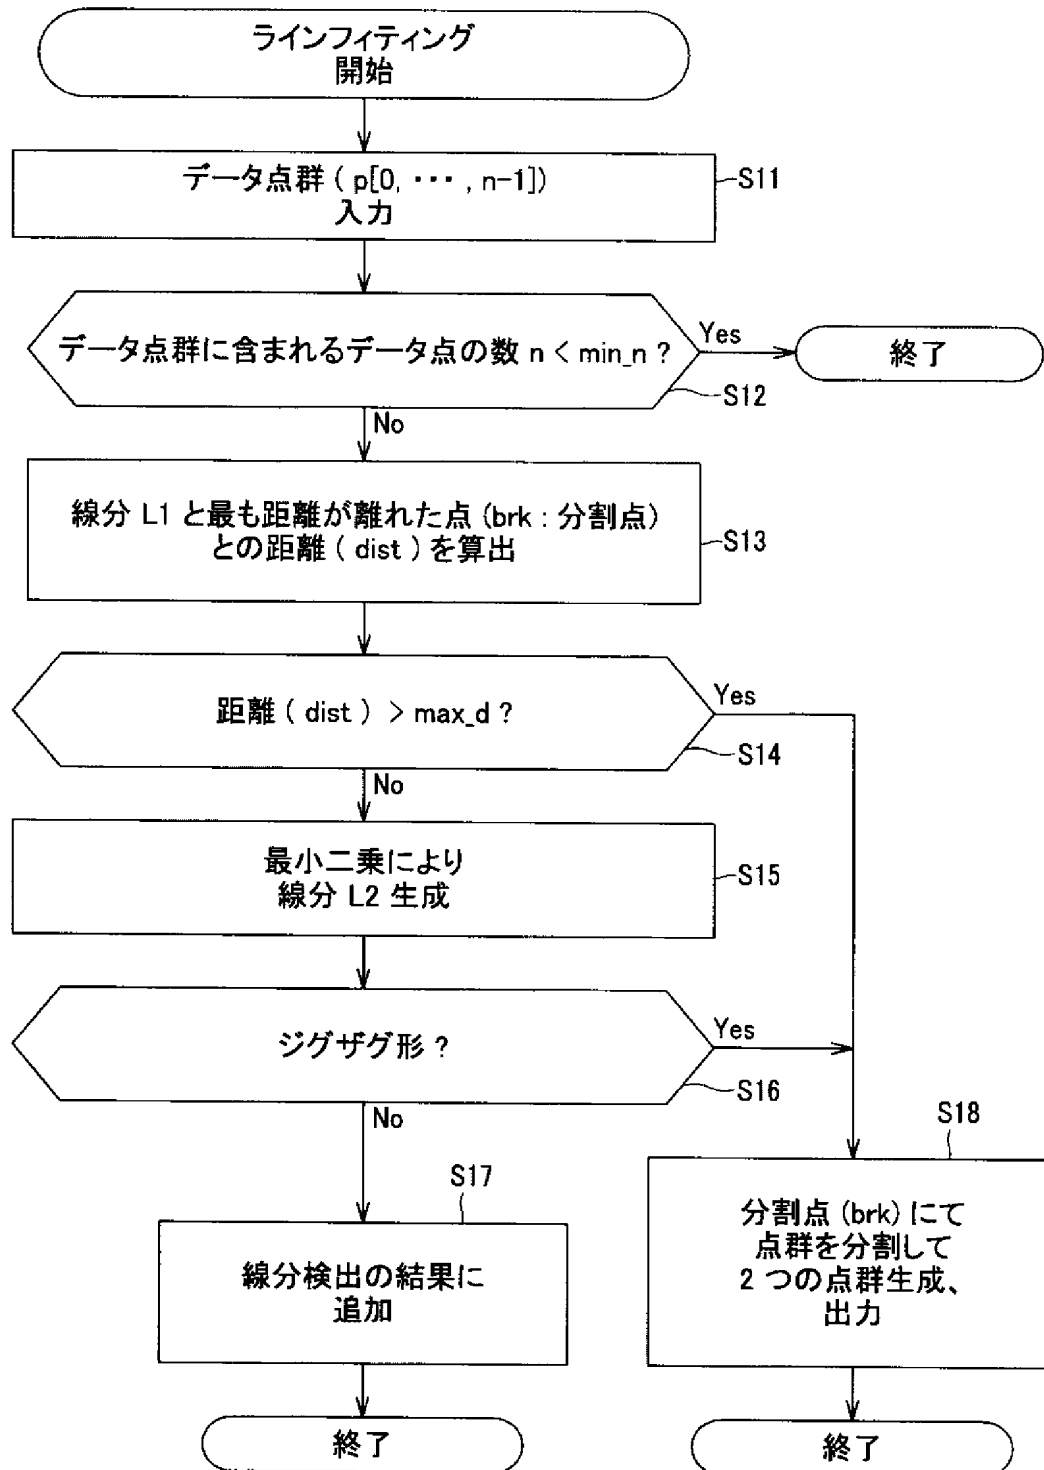 ラインフィティング
開始
データ点群 ( p[0, ･･･ , n-1])
入力
S11
データ点群に含まれるデータ点の数 n < min_n ?
Yes
終了
S12
No
線分 L1 と最も距離が離れた点 (brk : 分割点)
との距離 ( dist ) を算出
S13
距離 ( dist ) > max_d ?
Yes
S14
No
最小二乗により
線分 L2 生成
S15
ジグザグ形 ?
Yes
S16
No
S17
線分検出の結果に
追加
終了
S18
分割点 (brk) にて
点群を分割して
2 つの点群生成、
出力
終了